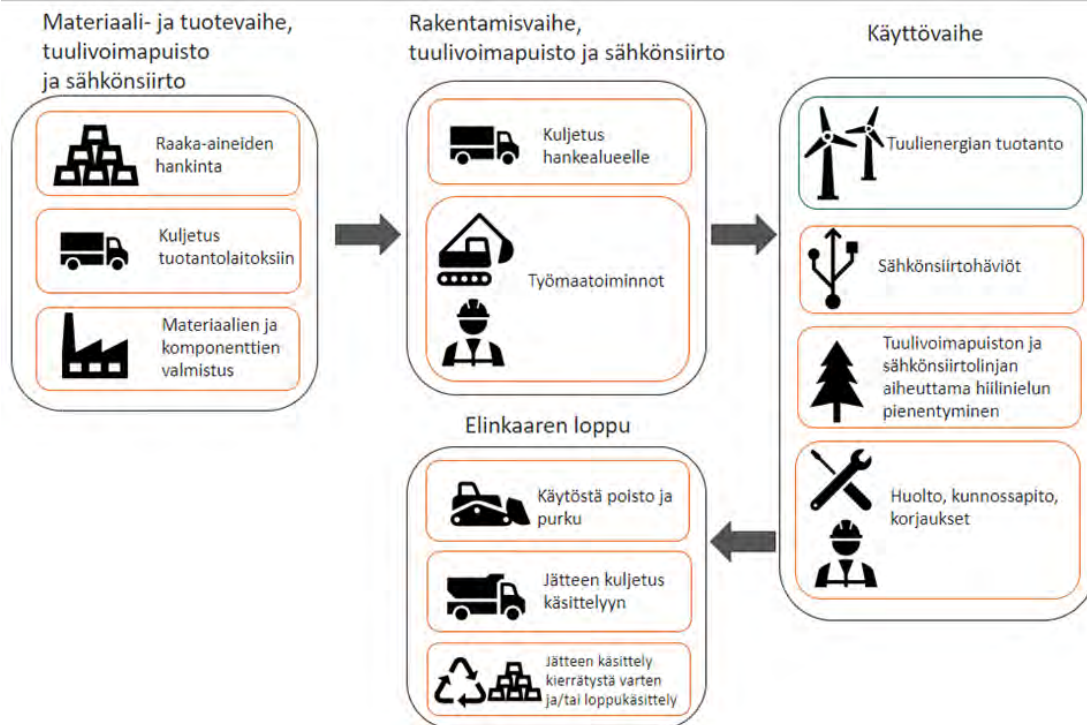 Materiaali- ja tuotevaihe,
tuulivoimapuisto
ja sähkönsiirto
Raaka-aineiden
hankinta
Kuljetus
tuotantolaitoksiin
Materiaalien ja
komponenttien
valmistus
Rakentamisvaihe,
tuulivoimapuisto ja sähkönsiirto
Kuljetus
hankealueelle
Työmaatoiminnot
Käyttövaihe
Tuulienergian tuotanto
Sähkönsiirtohäviöt
Tuulivoimapuiston ja
sähkönsiirtolinjan
aiheuttama hiilinielun
pienentyminen
Huolto, kunnossapito,
korjaukset
Elinkaaren loppu
Käytöstä poisto ja
purku
Jätteen kuljetus
käsittelyyn
Jätteen käsittely
kierrätystä varten
ja/tai loppukäsittely